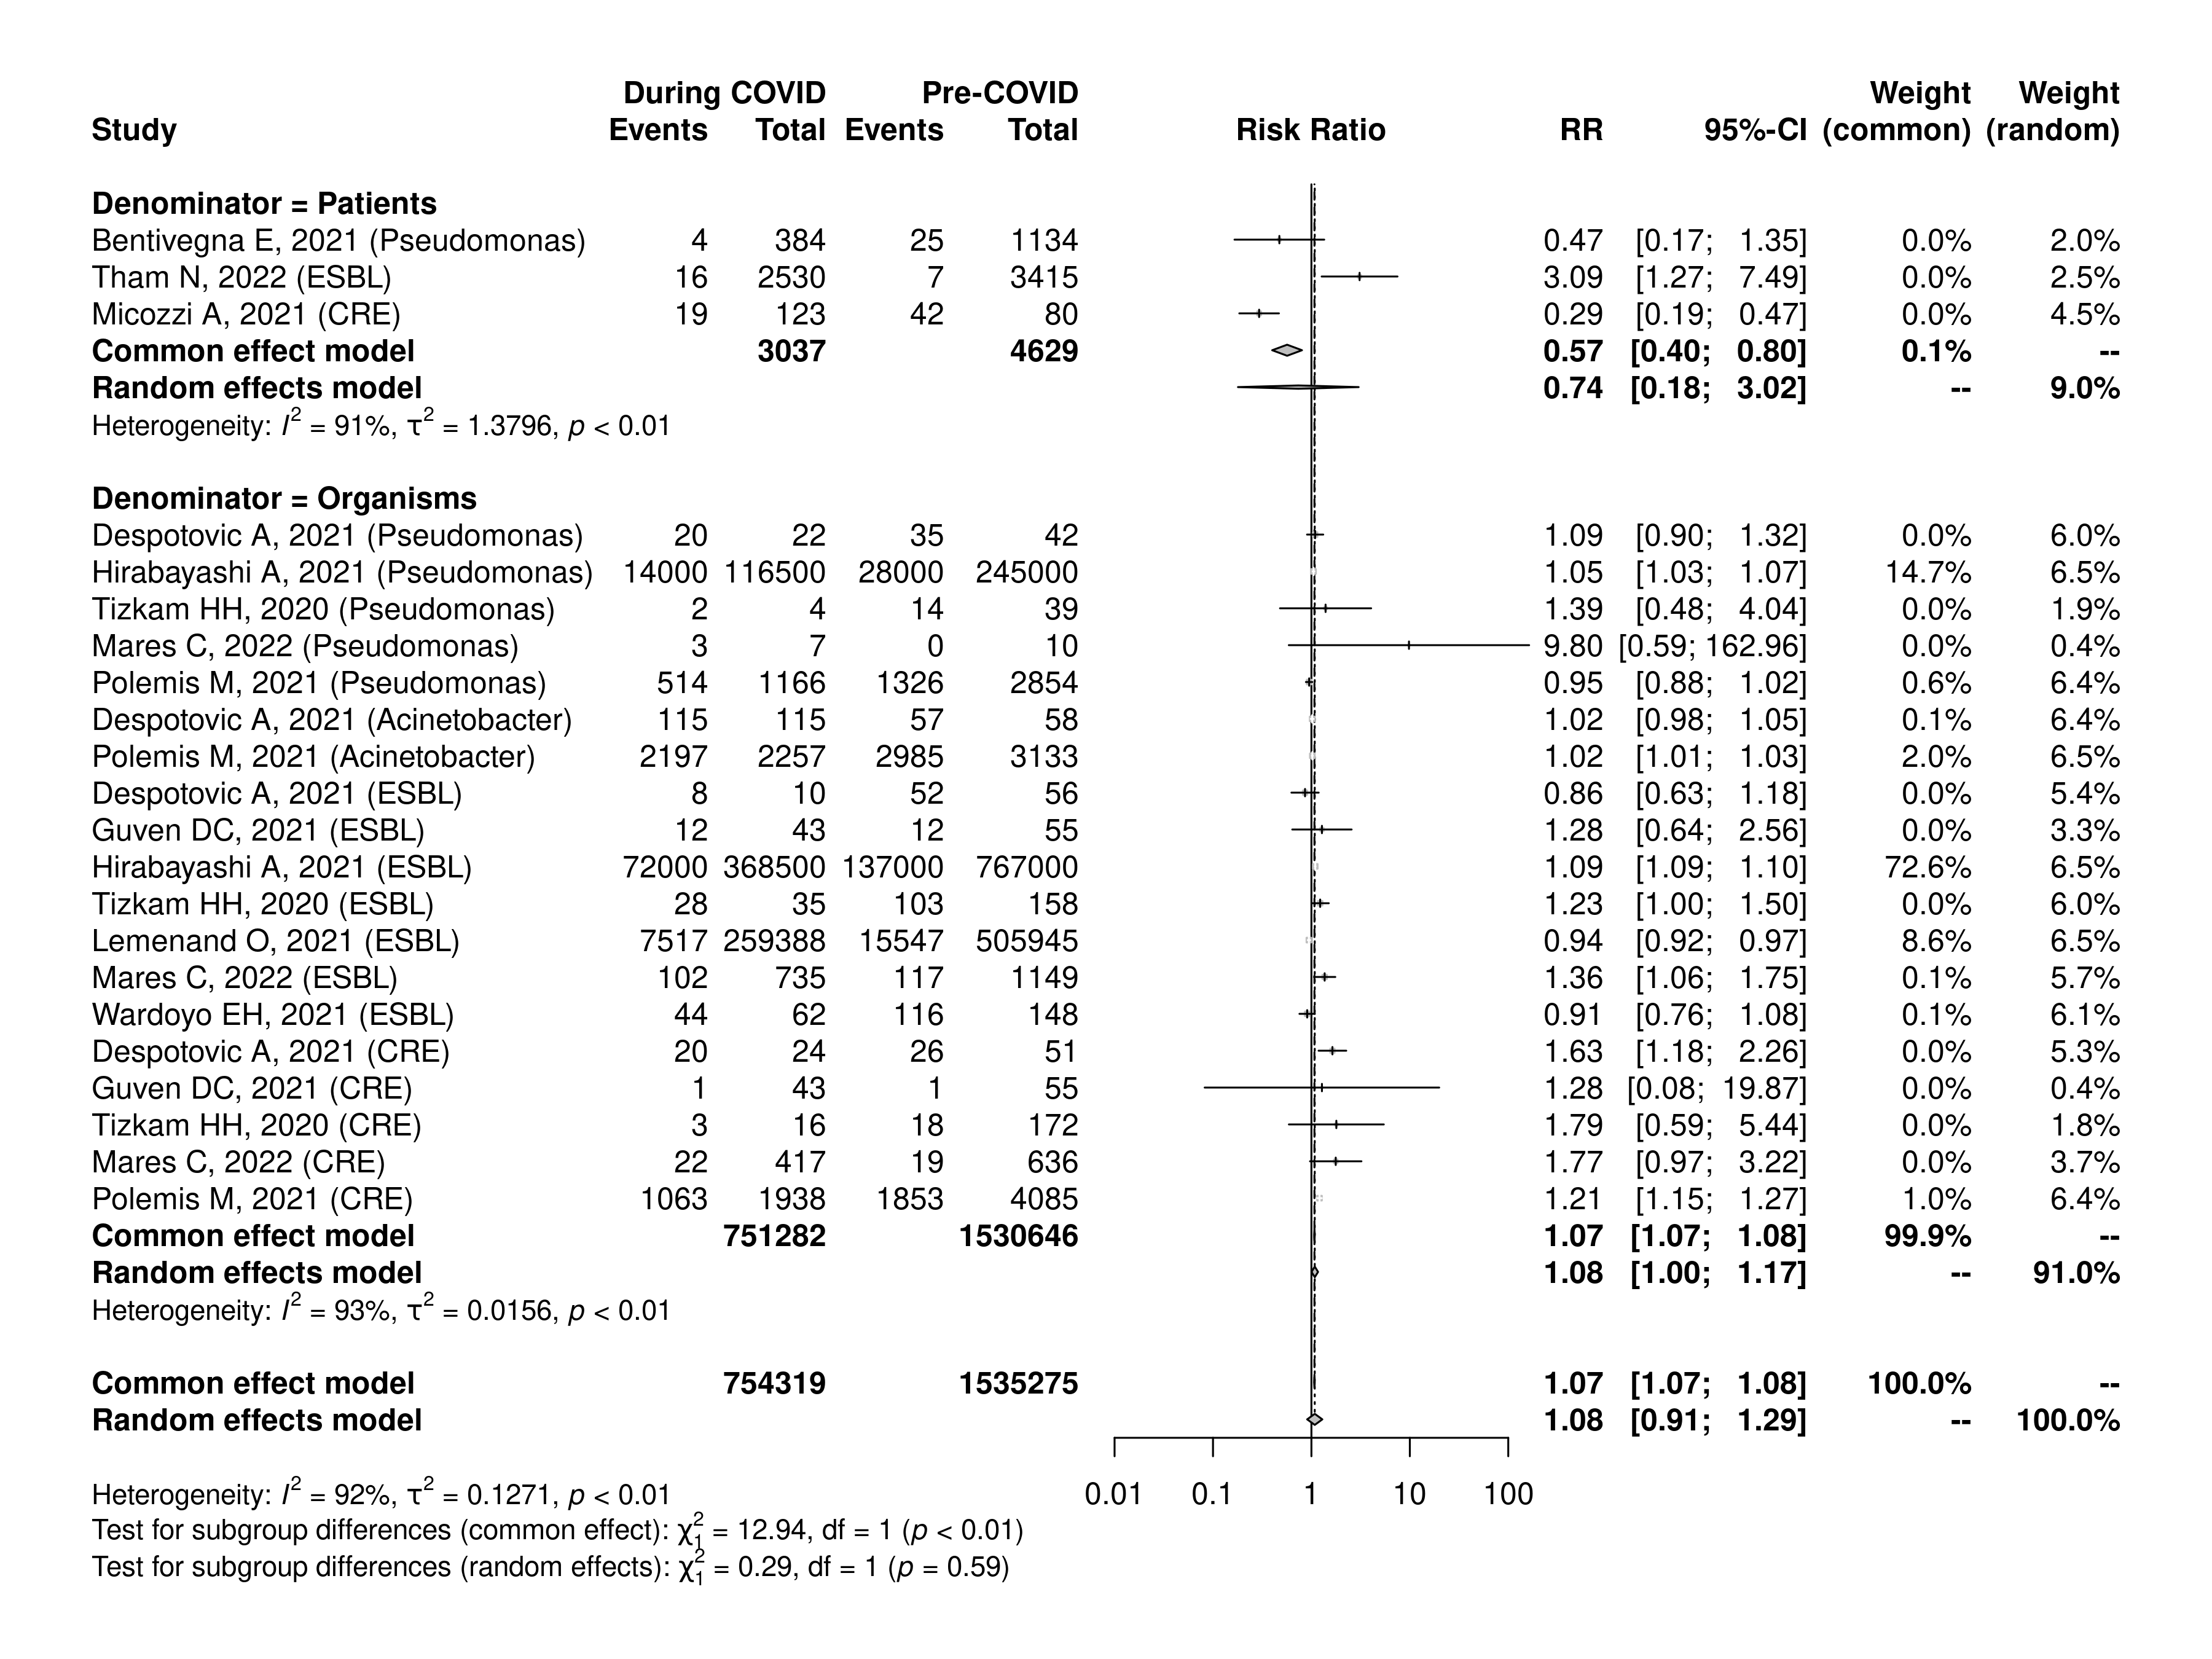 During COVID Pre-COVID Weight Weight
Study Events Total Events Total Risk Ratio RR 95%-CI (common) (random)
Denominator = Patients
Bentivegna E, 2021 (Pseudomonas) 4 384 25 1134 0.47 [0.17; 1.35] 0.0% 2.0%
Tham N, 2022 (ESBL) 16 2530 7 3415 3.09 [1.27; 7.49] 0.0% 2.5%
Micozzi A, 2021 (CRE) 19 123 42 80 0.29 [0.19; 0.47] 0.0% 4.5%
Common effect model 3037 4629 0.57 [0.40; 0.80] 0.1% --
Random effects model 0.74 [0.18; 3.02] -- 9.0%
Heterogeneity: I² = 91%, τ² = 1.3796, p < 0.01
Denominator = Organisms
Despotovic A, 2021 (Pseudomonas) 20 22 35 42 1.09 [0.90; 1.32] 0.0% 6.0%
Hirabayashi A, 2021 (Pseudomonas) 14000 116500 28000 245000 1.05 [1.03; 1.07] 14.7% 6.5%
Tizkam HH, 2020 (Pseudomonas) 2 4 14 39 1.39 [0.48; 4.04] 0.0% 1.9%
Mares C, 2022 (Pseudomonas) 3 7 0 10 9.80 [0.59; 162.96] 0.0% 0.4%
Polemis M, 2021 (Pseudomonas) 514 1166 1326 2854 0.95 [0.88; 1.02] 0.6% 6.4%
Despotovic A, 2021 (Acinetobacter) 115 115 57 58 1.02 [0.98; 1.05] 0.1% 6.4%
Polemis M, 2021 (Acinetobacter) 2197 2257 2985 3133 1.02 [1.01; 1.03] 2.0% 6.5%
Despotovic A, 2021 (ESBL) 8 10 52 56 0.86 [0.63; 1.18] 0.0% 5.4%
Guven DC, 2021 (ESBL) 12 43 12 55 1.28 [0.64; 2.56] 0.0% 3.3%
Hirabayashi A, 2021 (ESBL) 72000 368500 137000 767000 1.09 [1.09; 1.10] 72.6% 6.5%
Tizkam HH, 2020 (ESBL) 28 35 103 158 1.23 [1.00; 1.50] 0.0% 6.0%
Lemenand O, 2021 (ESBL) 7517 259388 15547 505945 0.94 [0.92; 0.97] 8.6% 6.5%
Mares C, 2022 (ESBL) 102 735 117 1149 1.36 [1.06; 1.75] 0.1% 5.7%
Wardoyo EH, 2021 (ESBL) 44 62 116 148 0.91 [0.76; 1.08] 0.1% 6.1%
Despotovic A, 2021 (CRE) 20 24 26 51 1.63 [1.18; 2.26] 0.0% 5.3%
Guven DC, 2021 (CRE) 1 43 1 55 1.28 [0.08; 19.87] 0.0% 0.4%
Tizkam HH, 2020 (CRE) 3 16 18 172 1.79 [0.59; 5.44] 0.0% 1.8%
Mares C, 2022 (CRE) 22 417 19 636 1.77 [0.97; 3.22] 0.0% 3.7%
Polemis M, 2021 (CRE) 1063 1938 1853 4085 1.21 [1.15; 1.27] 1.0% 6.4%
Common effect model 751282 1530646 1.07 [1.07; 1.08] 99.9% --
Random effects model 1.08 [1.00; 1.17] -- 91.0%
Heterogeneity: I² = 93%, τ² = 0.0156, p < 0.01
Common effect model 754319 1535275 1.07 [1.07; 1.08] 100.0% --
Random effects model 1.08 [0.91; 1.29] -- 100.0%
0.01 0.1 1 10 100
Heterogeneity: I² = 92%, τ² = 0.1271, p < 0.01
Test for subgroup differences (common effect): χ²₁ = 12.94, df = 1 (p < 0.01)
Test for subgroup differences (random effects): χ²₁ = 0.29, df = 1 (p = 0.59)